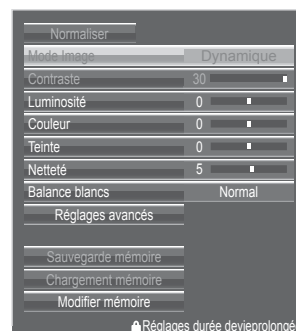 Normaliser
Mode Image Dynamique
Contraste 30
Luminosité 0
Couleur 0
Teinte 0
Netteté 5
Balance blancs Normal
Réglages avancés
Sauvegarde mémoire
Chargement mémoire
Modifier mémoire
Réglages durée devieprolongé